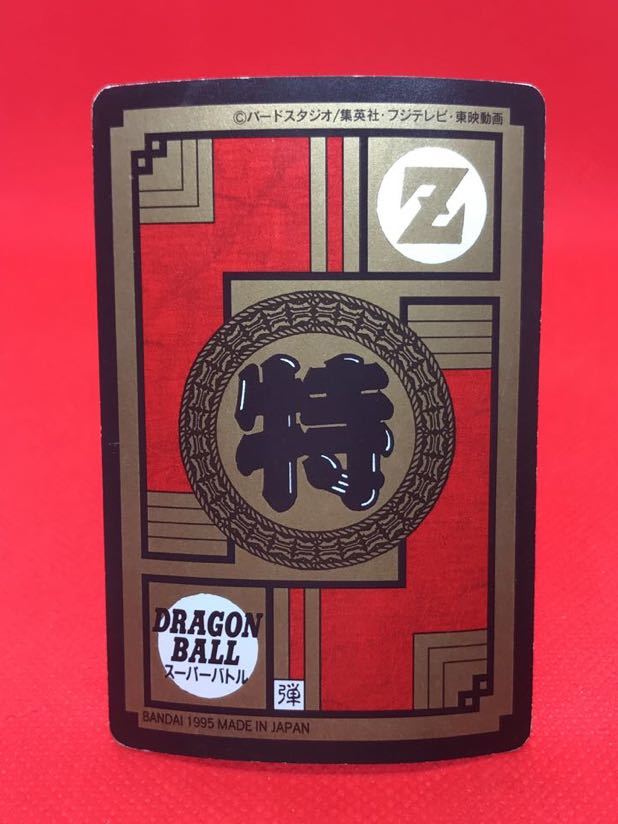 ©バードスタジオ/集英社・フジテレビ・東映動画
Z
特
DRAGON
BALL
スーパーバトル
弾
BANDAI 1995 MADE IN JAPAN